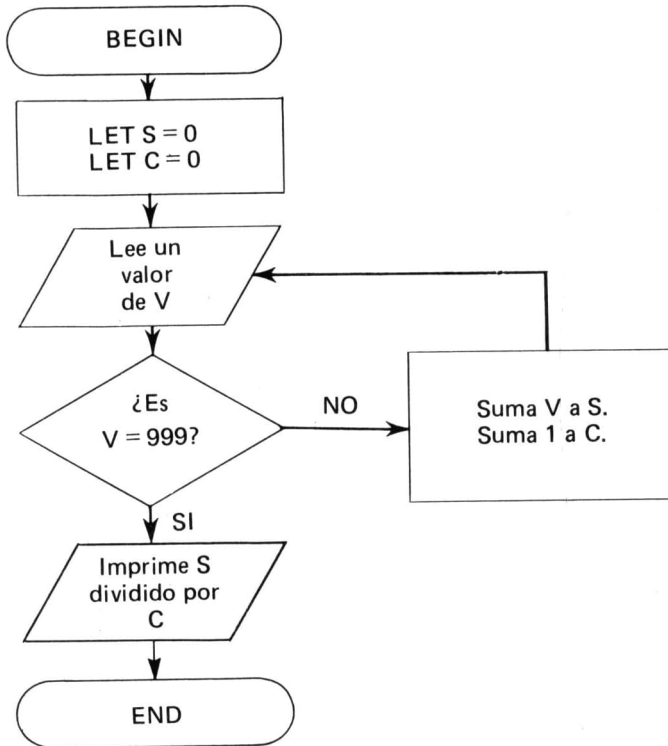 BEGIN
LET S = 0
LET C = 0
Lee un
valor
de V
¿Es
V = 999?
NO
Suma V a S.
Suma 1 a C.
SI
Imprime S
dividido por
C
END